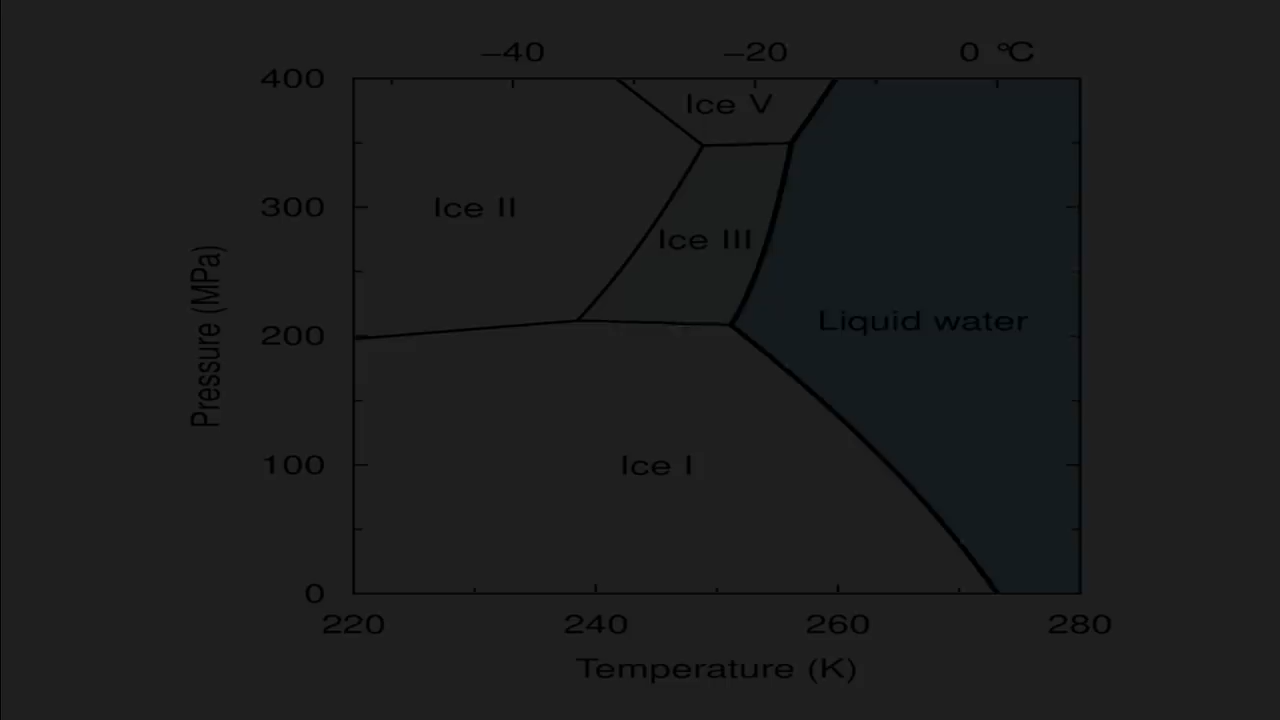 −40 −20 0 °C
400
Ice V
300
Ice II
Ice III
Pressure (MPa)
Liquid water
200
Ice I
100
0
220 240 260 280
Temperature (K)